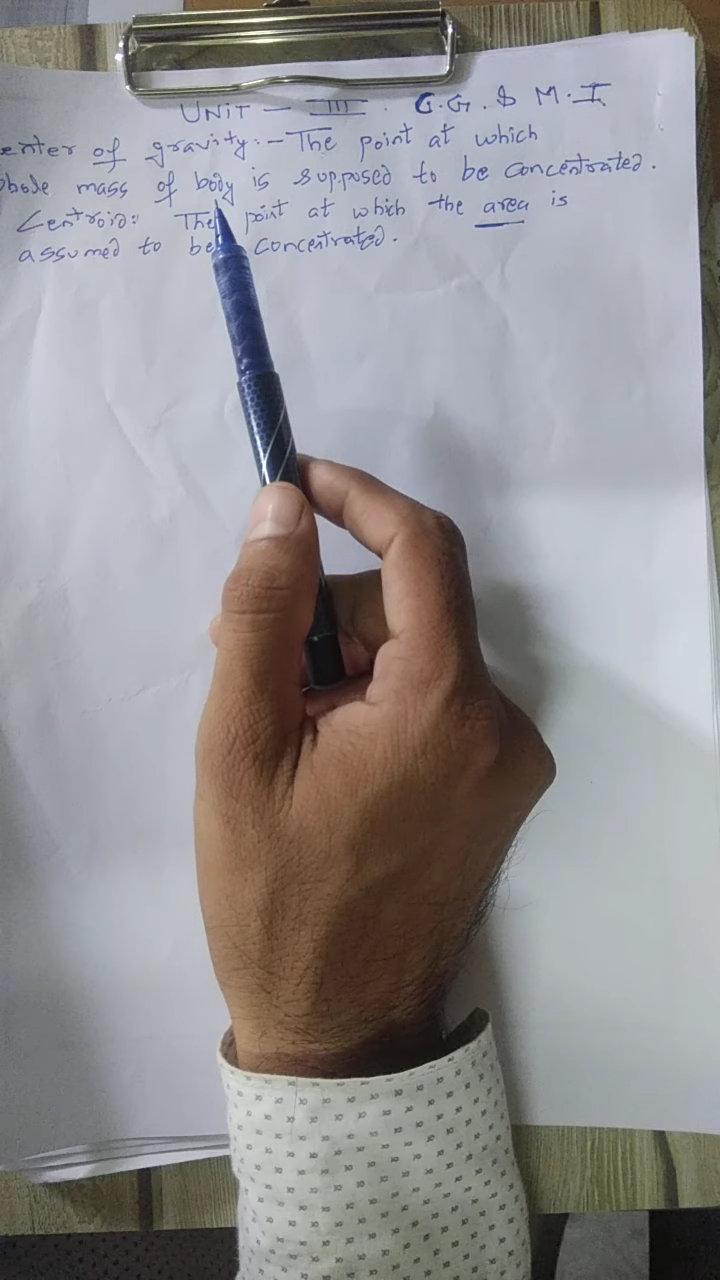 UNIT - III . C.G. & M.I
enter of gravity:- The point at which
hole mass of body is supposed to be concentrated.
Centroid: The point at which the area is
assumed to be concentrated.